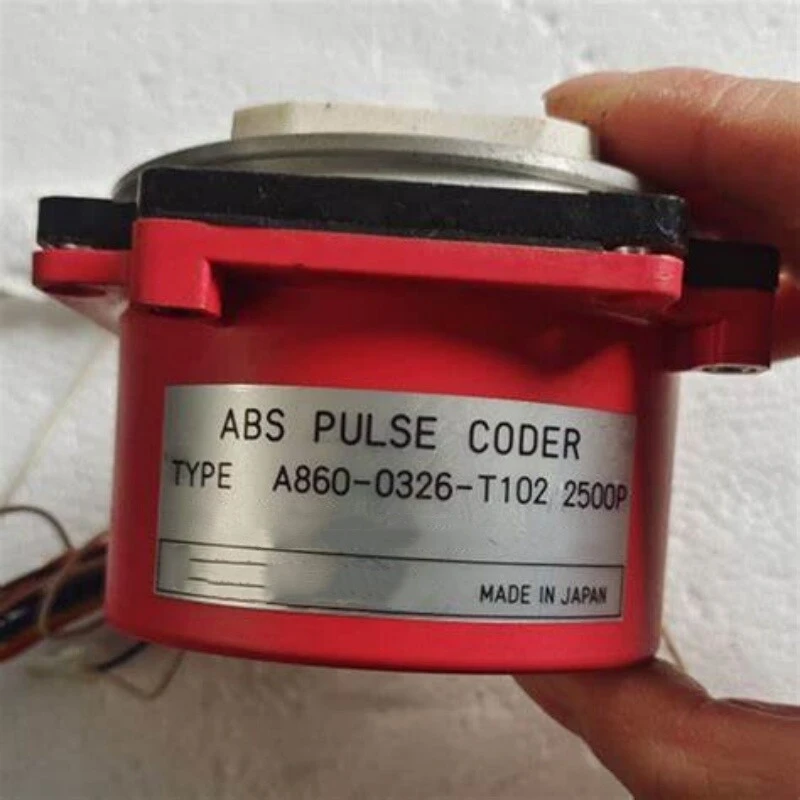 ABS PULSE CODER
TYPE A860-0326-T102 2500P
MADE IN JAPAN